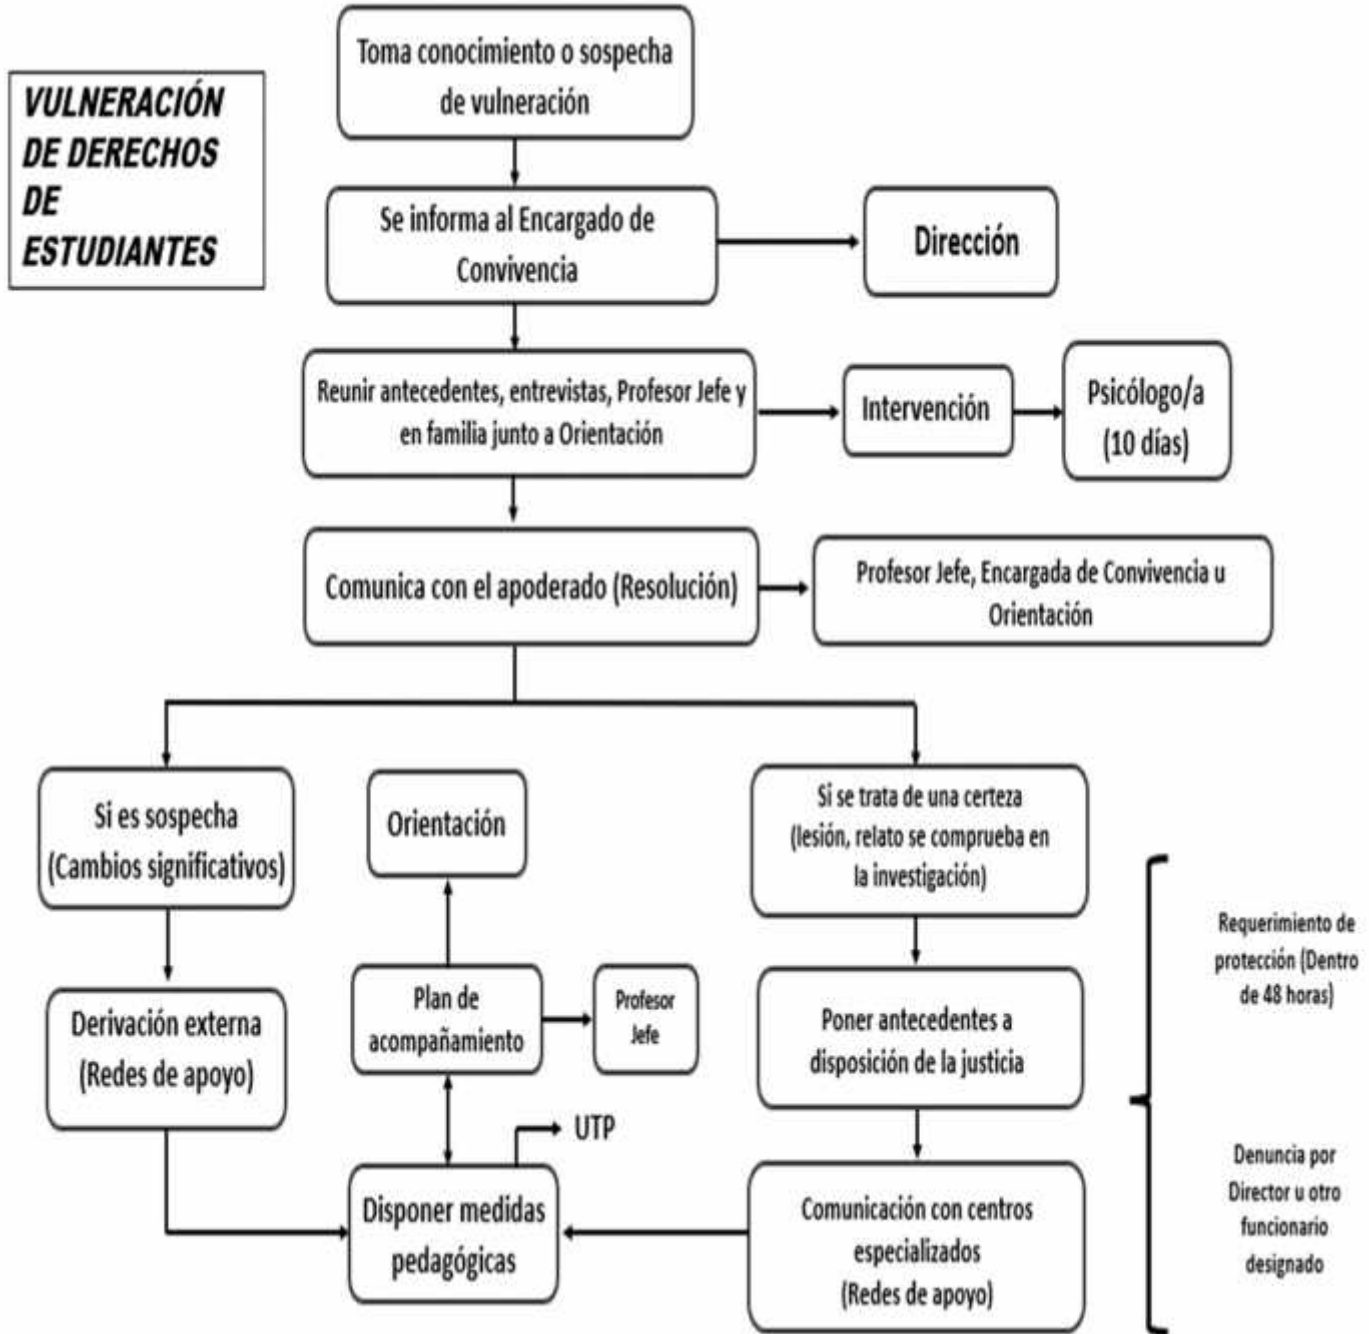 VULNERACIÓN
DE DERECHOS
DE
ESTUDIANTES
Toma conocimiento o sospecha
de vulneración
Se informa al Encargado de
Convivencia
Dirección
Reunir antecedentes, entrevistas, Profesor Jefe y
en familia junto a Orientación
Intervención
Psicólogo/a
(10 días)
Comunica con el apoderado (Resolución)
Profesor Jefe, Encargada de Convivencia u
Orientación
Si es sospecha
(Cambios significativos)
Orientación
Si se trata de una certeza
(lesión, relato se comprueba en
la investigación)
Derivación externa
(Redes de apoyo)
Plan de
acompañamiento
Profesor
Jefe
Poner antecedentes a
disposición de la justicia
Requerimiento de
protección (Dentro
de 48 horas)
UTP
Disponer medidas
pedagógicas
Comunicación con centros
especializados
(Redes de apoyo)
Denuncia por
Director u otro
funcionario
designado